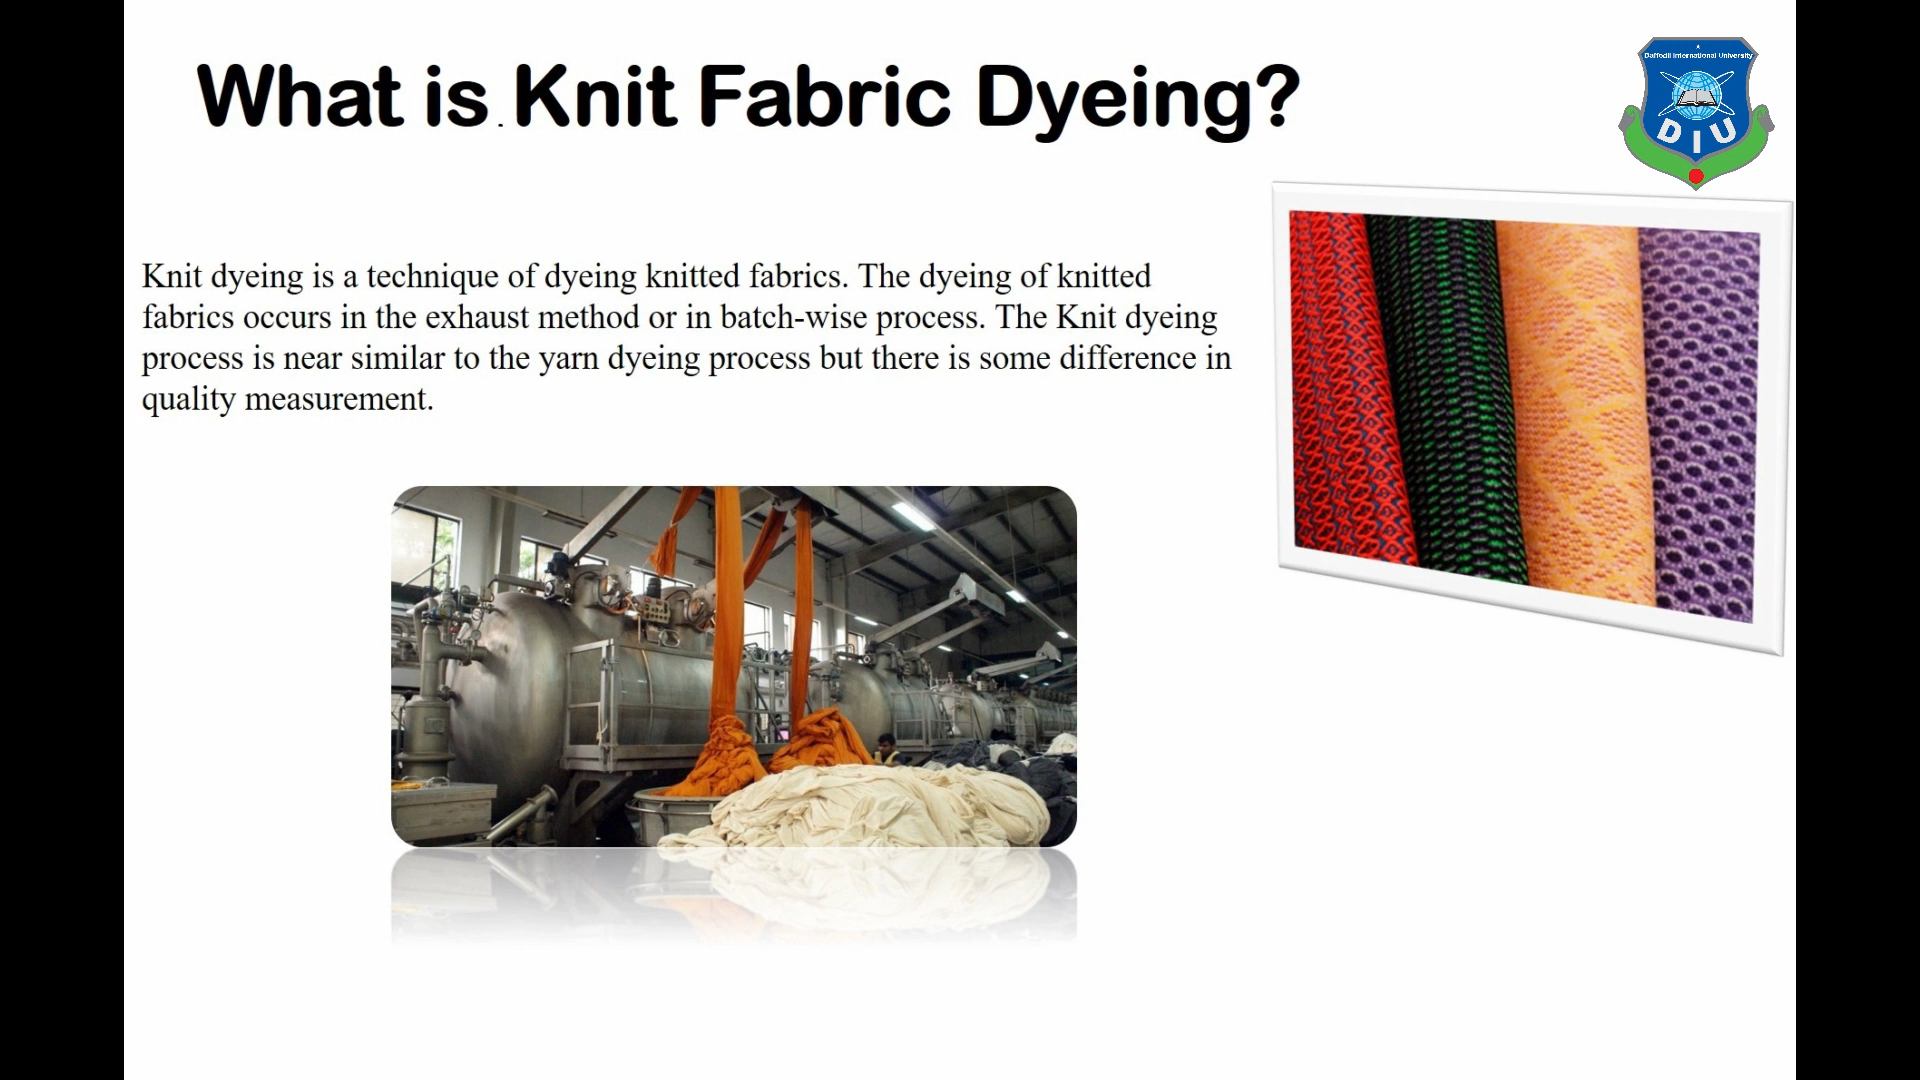 What is . Knit Fabric Dyeing?
Daffodil International University
D I U
Knit dyeing is a technique of dyeing knitted fabrics. The dyeing of knitted
fabrics occurs in the exhaust method or in batch-wise process. The Knit dyeing
process is near similar to the yarn dyeing process but there is some difference in
quality measurement.